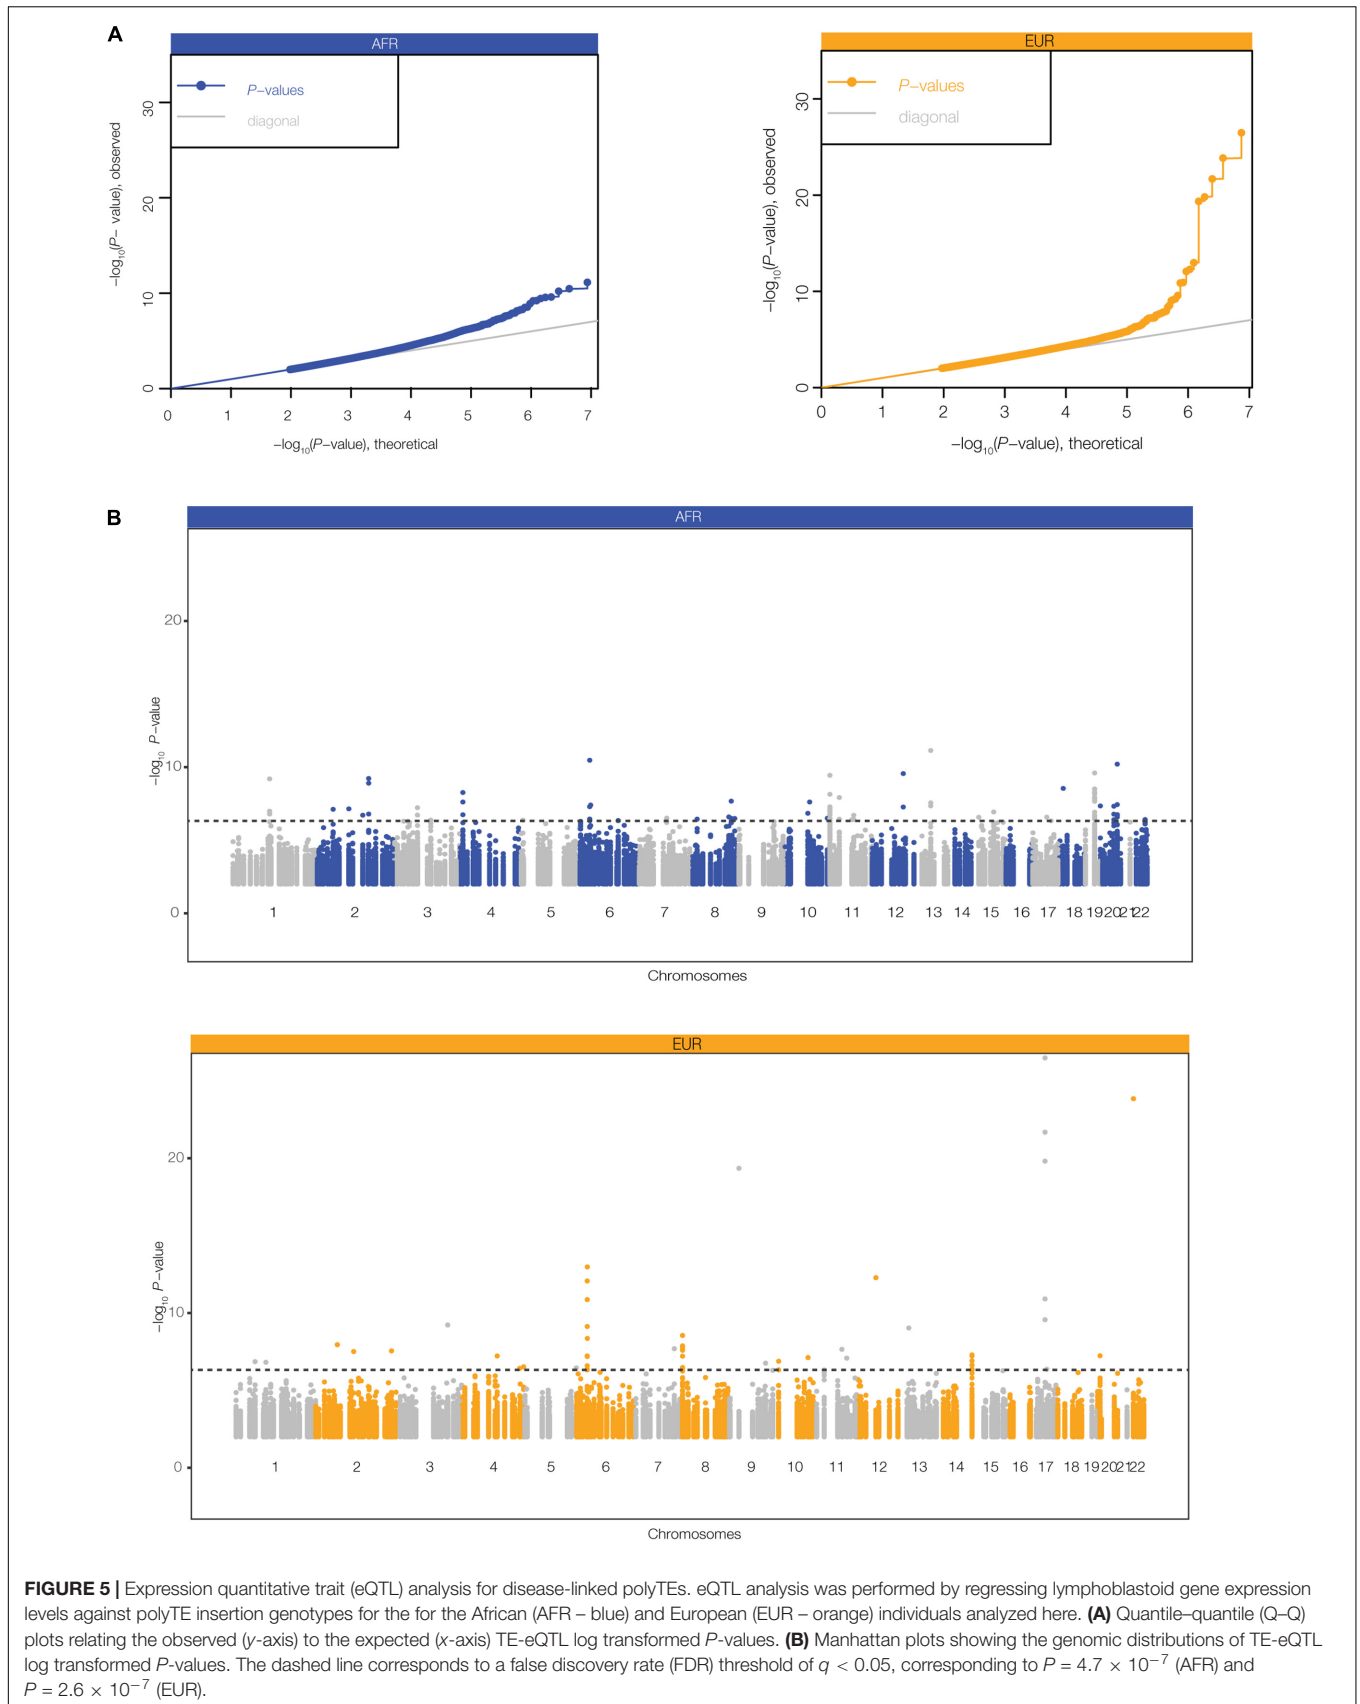 A
AFR
P–values
diagonal
–log10(P– value), observed
0 10 20 30
0 1 2 3 4 5 6 7
–log10(P–value), theoretical
EUR
P–values
diagonal
–log10(P–value), observed
0 10 20 30
0 1 2 3 4 5 6 7
–log10(P–value), theoretical
B
AFR
–log10 P–value
20
10
0
1 2 3 4 5 6 7 8 9 10 11 12 13 14 15 16 17 18 19 20 21 22
Chromosomes
EUR
–log10 P–value
20
10
0
1 2 3 4 5 6 7 8 9 10 11 12 13 14 15 16 17 18 19 20 21 22
Chromosomes
FIGURE 5 | Expression quantitative trait (eQTL) analysis for disease-linked polyTEs. eQTL analysis was performed by regressing lymphoblastoid gene expression
levels against polyTE insertion genotypes for the for the African (AFR – blue) and European (EUR – orange) individuals analyzed here. (A) Quantile–quantile (Q–Q)
plots relating the observed (y-axis) to the expected (x-axis) TE-eQTL log transformed P-values. (B) Manhattan plots showing the genomic distributions of TE-eQTL
log transformed P-values. The dashed line corresponds to a false discovery rate (FDR) threshold of q < 0.05, corresponding to P = 4.7 × 10−7 (AFR) and
P = 2.6 × 10−7 (EUR).